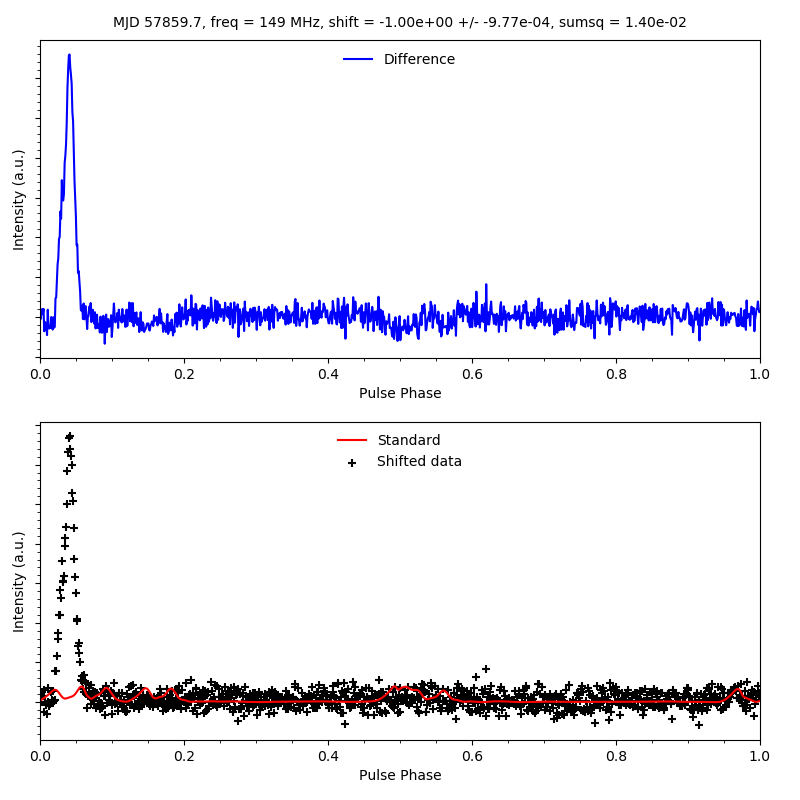 MJD 57859.7, freq = 149 MHz, shift = -1.00e+00 +/- -9.77e-04, sumsq = 1.40e-02
Difference
Intensity (a.u.)
0.0 0.2 0.4 0.6 0.8 1.0
Pulse Phase
Standard
Shifted data
Intensity (a.u.)
0.0 0.2 0.4 0.6 0.8 1.0
Pulse Phase